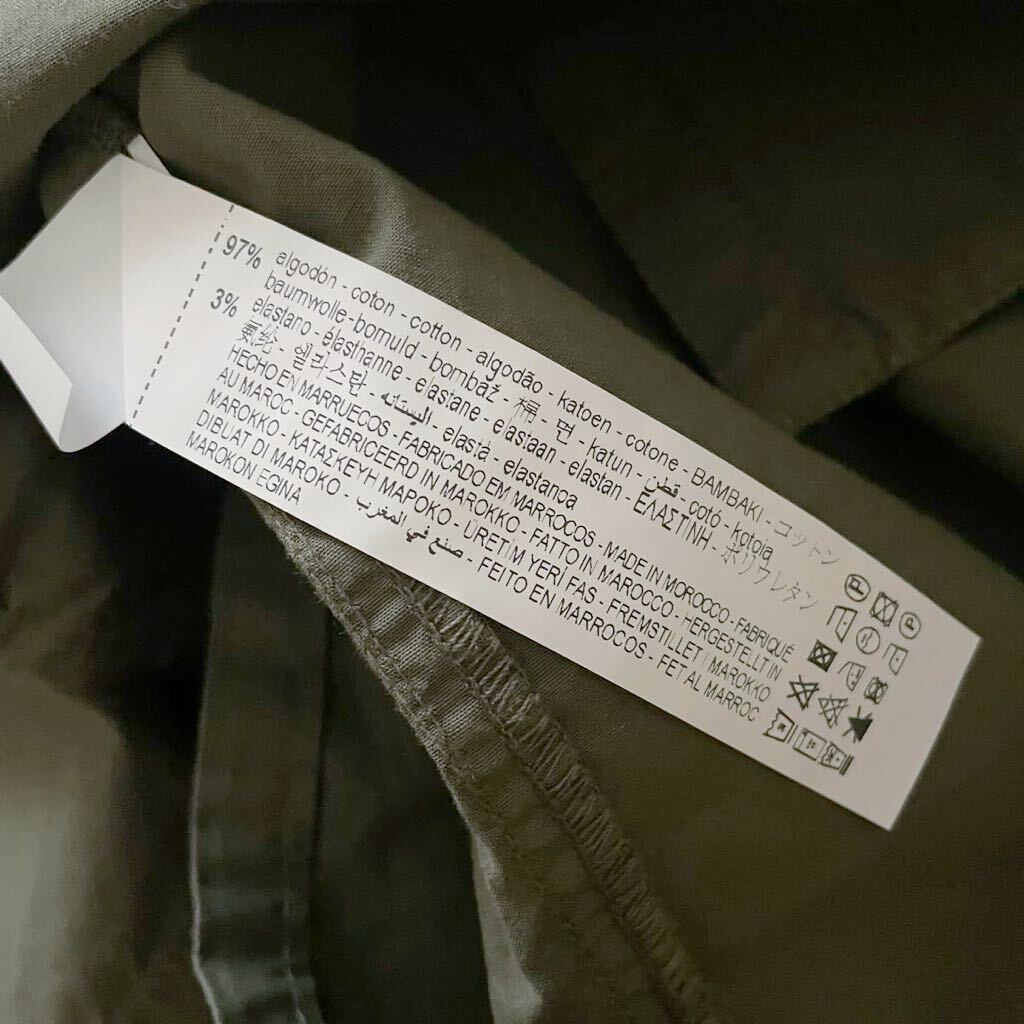 97% algodón - coton - cotton - algodão - katoen - cotone - BAMBAKI - コットン
baumwolle-bomuld - bombaž - 棉 - 면 - katun - قطن - cotó - kotoia
3% elastano - élasthanne - elastane - elastaan - elastan - ΕΛΑΣΤΙΝΗ - ポリウレタン
氨纶 - 엘라스탄 - اليستانه - elastà - elastanoa
HECHO EN MARRUECOS - FABRICADO EM MARROCOS - MADE IN MOROCCO - FABRIQUÉ
AU MAROC - GEFABRICEERD IN MAROKKO - FATTO IN MAROCCO - HERGESTELLT IN
MAROKKO - ΚΑΤΑΣΚΕΥΗ ΜΑΡΟΚΟ - ÜRETIM YERI FAS - FREMSTILLET I MAROKKO
DIBUAT DI MAROKO - صنع في المغرب - FEITO EN MARROCOS - FET AL MARROC
MAROKON EGINA